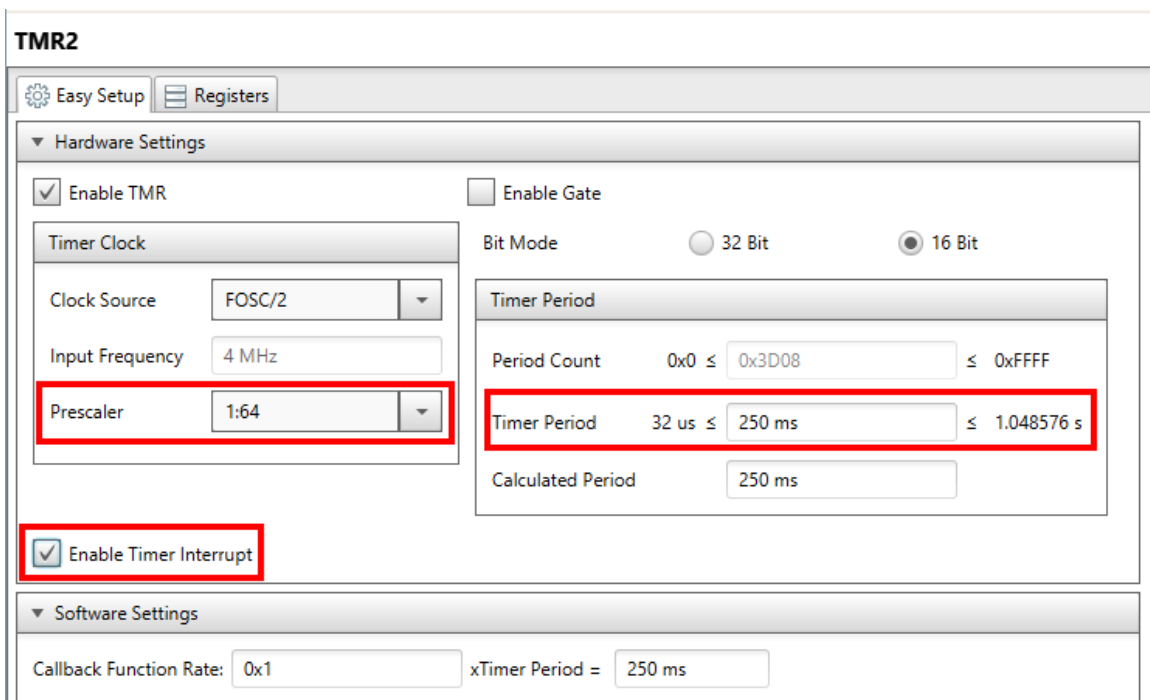 TMR2
Easy Setup Registers
Hardware Settings
Enable TMR Enable Gate
Timer Clock Bit Mode 32 Bit 16 Bit
Clock Source FOSC/2 Timer Period
Input Frequency 4 MHz Period Count 0x0 ≤ 0x3D08 ≤ 0xFFFF
Prescaler 1:64 Timer Period 32 us ≤ 250 ms ≤ 1.048576 s
Calculated Period 250 ms
Enable Timer Interrupt
Software Settings
Callback Function Rate: 0x1 xTimer Period = 250 ms